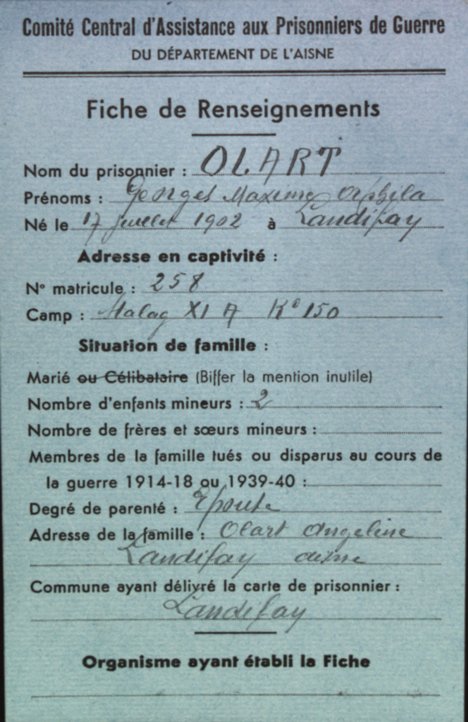 Comité Central d'Assistance aux Prisonniers de Guerre
DU DÉPARTEMENT DE L'AISNE
Fiche de Renseignements
Nom du prisonnier : OLART
Prénoms : Georges Maxime
Né le 17 juillet 1902 à Landifay
Adresse en captivité :
N° matricule : 258
Camp : Stalag XI A K° 150
Situation de famille :
Marié ou Célibataire (Biffer la mention inutile)
Nombre d'enfants mineurs : 2
Nombre de frères et sœurs mineurs :
Membres de la famille tués ou disparus au cours de
la guerre 1914-18 ou 1939-40 :
Degré de parenté : Epouse
Adresse de la famille : Olart Angeline
Landifay Aisne
Commune ayant délivré la carte de prisonnier :
Landifay
Organisme ayant établi la Fiche